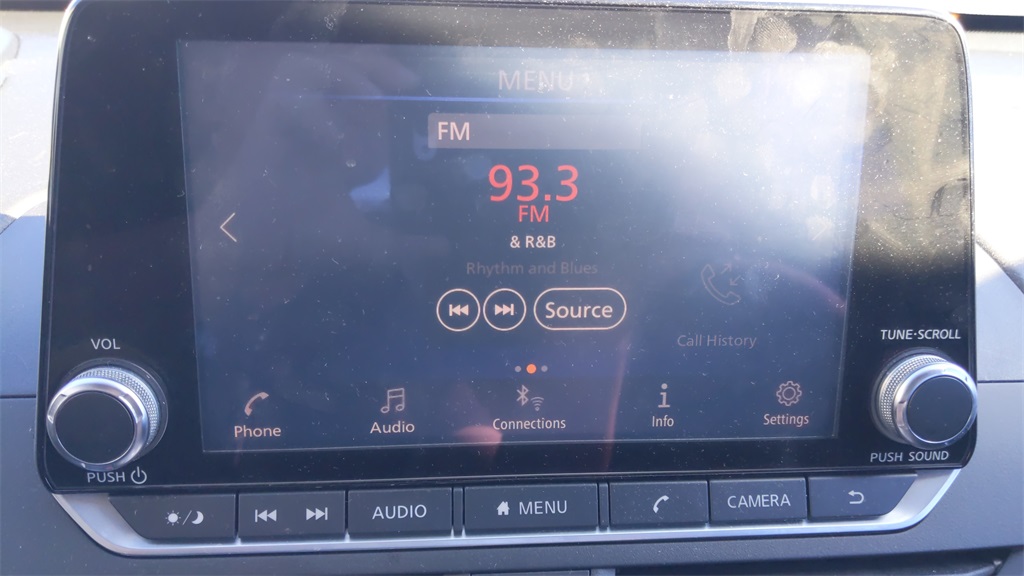 MENU
FM
93.3
FM
& R&B
Rhythm and Blues
Source
Call History
VOL
TUNE·SCROLL
Phone
Audio
Connections
Info
Settings
PUSH
PUSH SOUND
AUDIO
MENU
CAMERA